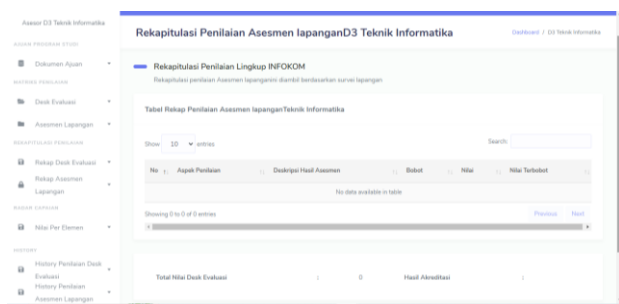 Asesor D3 Teknik Informatika
AJUAN PROGRAM STUDI
Dokumen Ajuan
MATRIKS PENILAIAN
Desk Evaluasi
Asesmen Lapangan
REKAPITULASI PENILAIAN
Rekap Desk Evaluasi
Rekap Assemen
Lapangan
RADAR CAPAIAN
Nilai Per Elemen
HISTORY
History Penilaian Desk
Evaluasi
History Penilaian
Asesmen Lapangan
Rekapitulasi Penilaian Asesmen lapanganD3 Teknik Informatika
Dashboard / D3 Teknik Informatika
Rekapitulasi Penilaian Lingkup INFOKOM
Rekapitulasi penilaian Asesmen lapanganini diambil berdasarkan survei lapangan
Tabel Rekap Penilaian Asesmen lapanganTeknik Informatika
Show 10 entries
Search:
No Aspek Penilaian Deskripsi Hasil Asesmen Bobot Nilai Nilai Terbobot
No data available in table
Showing 0 to 0 of 0 entries
Previous Next
Total Nilai Desk Evaluasi : 0 Hasil Akreditasi :